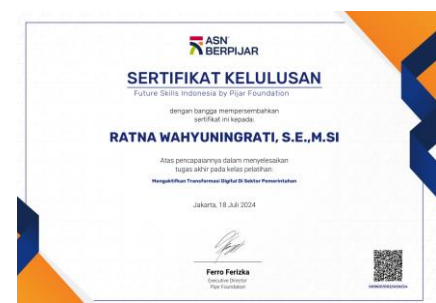 ASN
BERPIJAR
SERTIFIKAT KELULUSAN
Future Skills Indonesia by Pijar Foundation
dengan bangga mempersembahkan
sertifikat ini kepada:
RATNA WAHYUNINGRATI, S.E.,M.SI
Atas pencapaiannya dalam menyelesaikan
tugas akhir pada kelas pelatihan:
Mengaktifkan Transformasi Digital Di Sektor Pemerintahan
Jakarta, 18 Juli 2024
Ferro Ferizka
Executive Director
Pijar Foundation